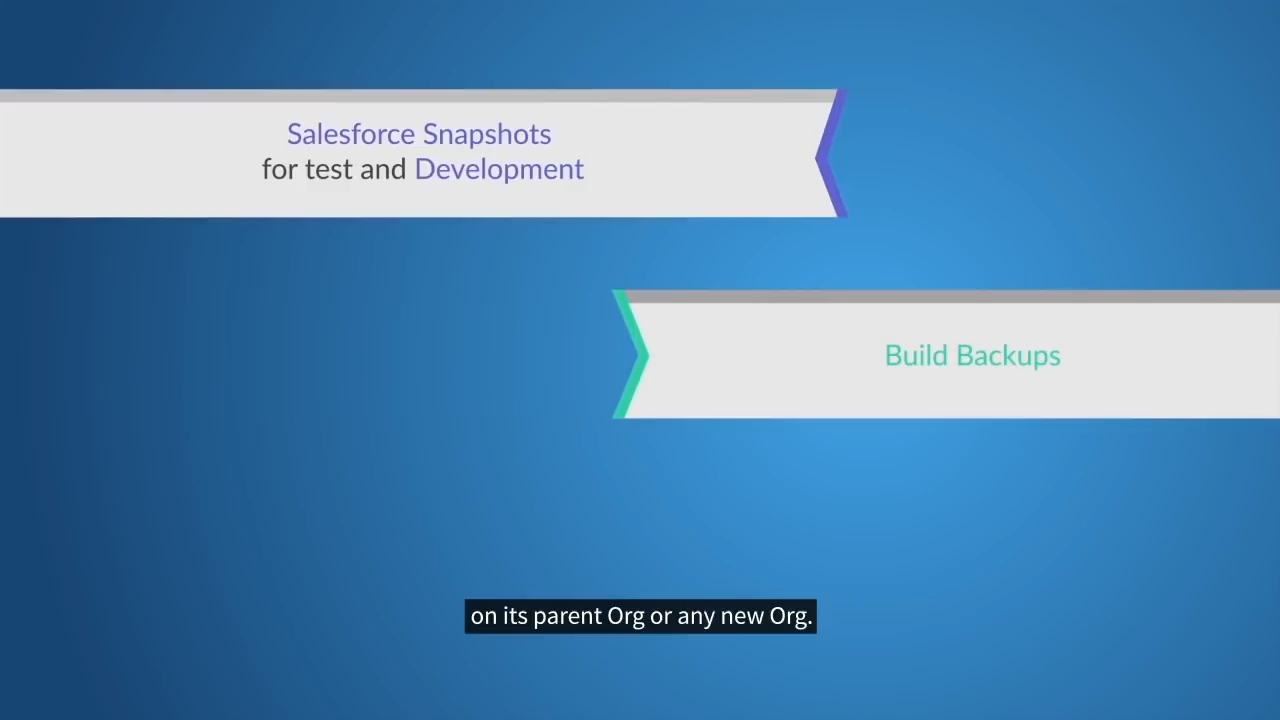 Salesforce Snapshots
for test and Development
Build Backups
on its parent Org or any new Org.